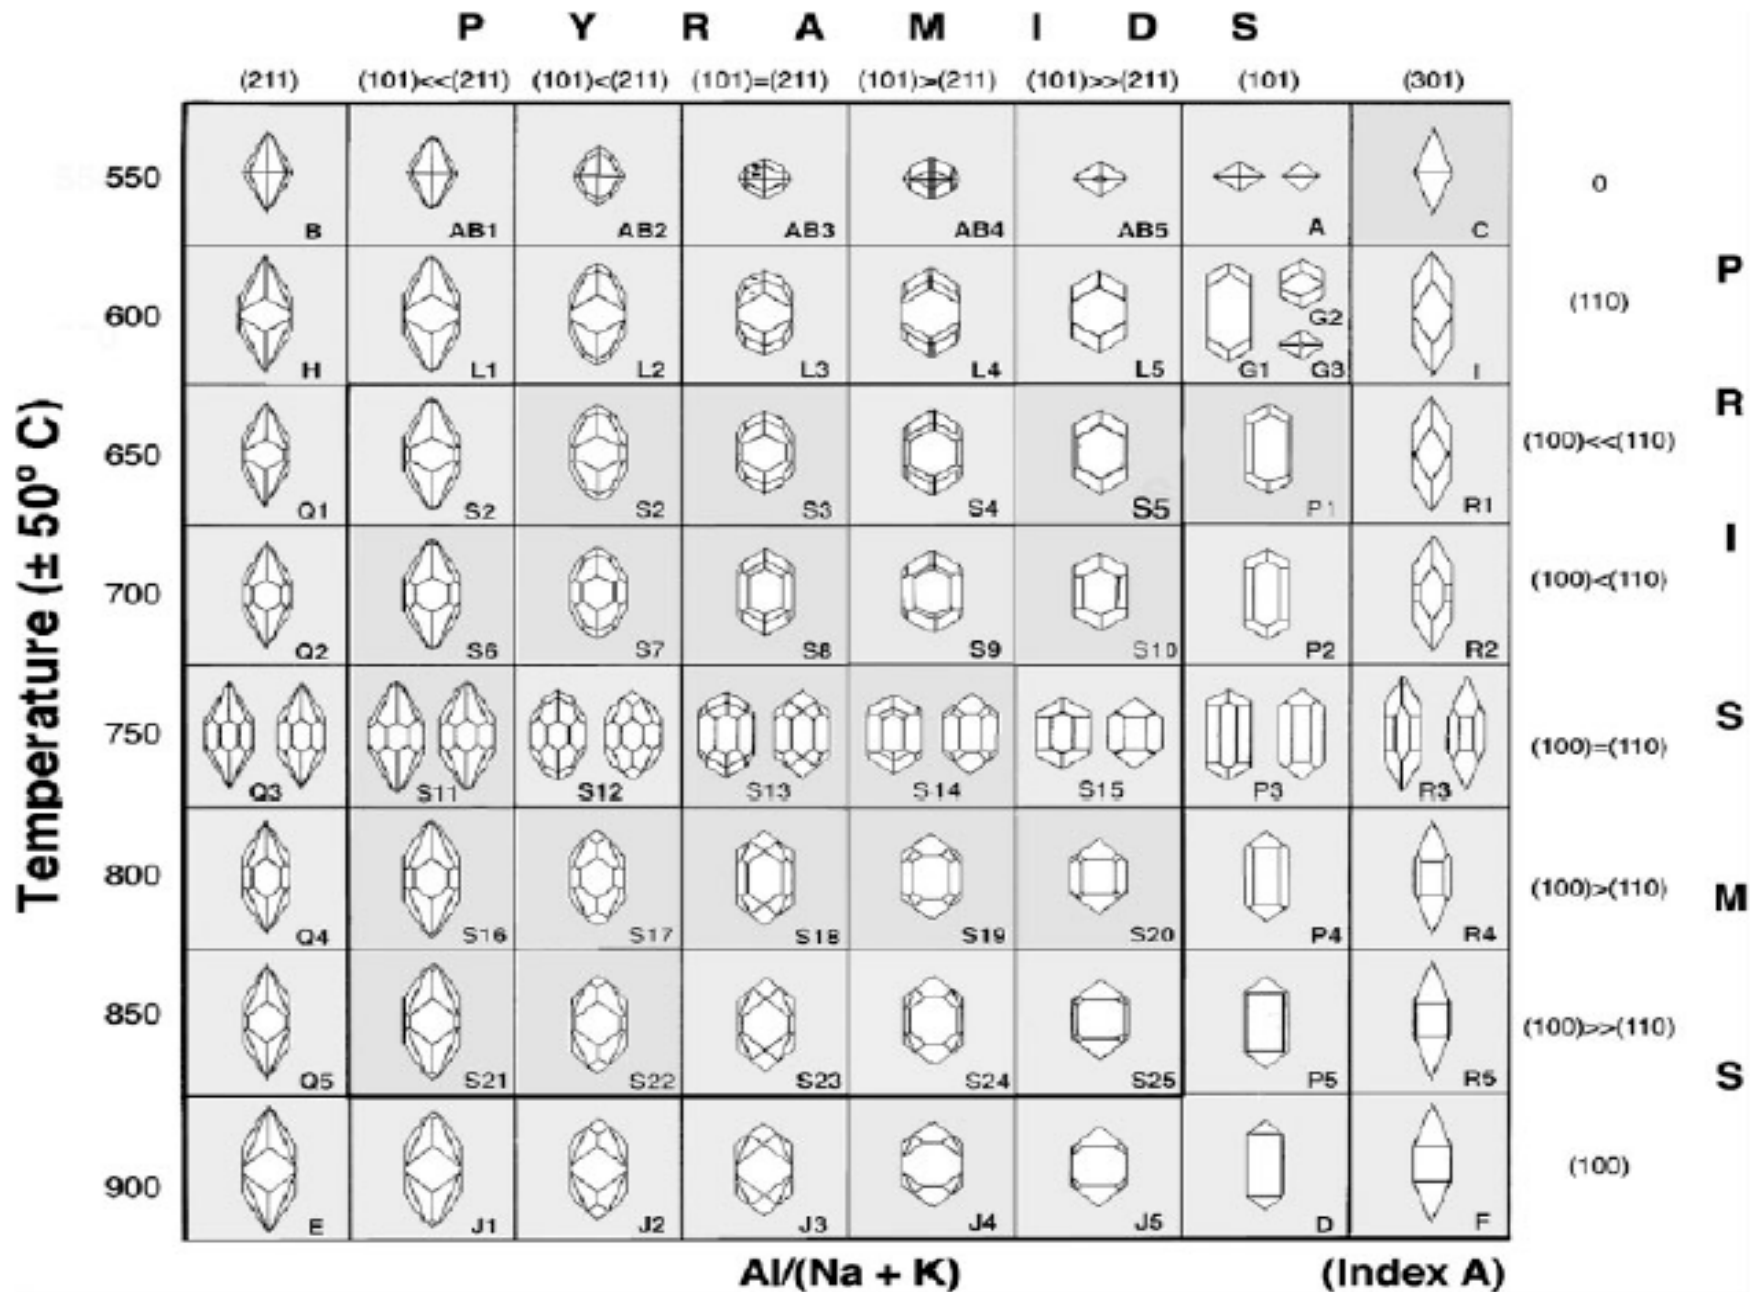 P Y R A M I D S
(211) (101)<<(211) (101)<(211) (101)=(211) (101)>(211) (101)>>(211) (101) (301)
550 0
B AB1 AB2 AB3 AB4 AB5 A C
P
600 (110)
G2
H L1 L2 L3 L4 L5 G1 G3 I
R
650 (100)<<(110)
Q1 S2 S2 S3 S4 S5 P1 R1
I
700 (100)<(110)
Q2 S6 S7 S8 S9 S10 P2 R2
S
750 (100)=(110)
Q3 S11 S12 S13 S14 S15 P3 R3
800 (100)>(110)
M
Q4 S16 S17 S18 S19 S20 P4 R4
850 (100)>>(110)
Q5 S21 S22 S23 S24 S25 P5 R5
S
900 (100)
E J1 J2 J3 J4 J5 D F
Temperature (± 50º C)
Al/(Na + K) (Index A)